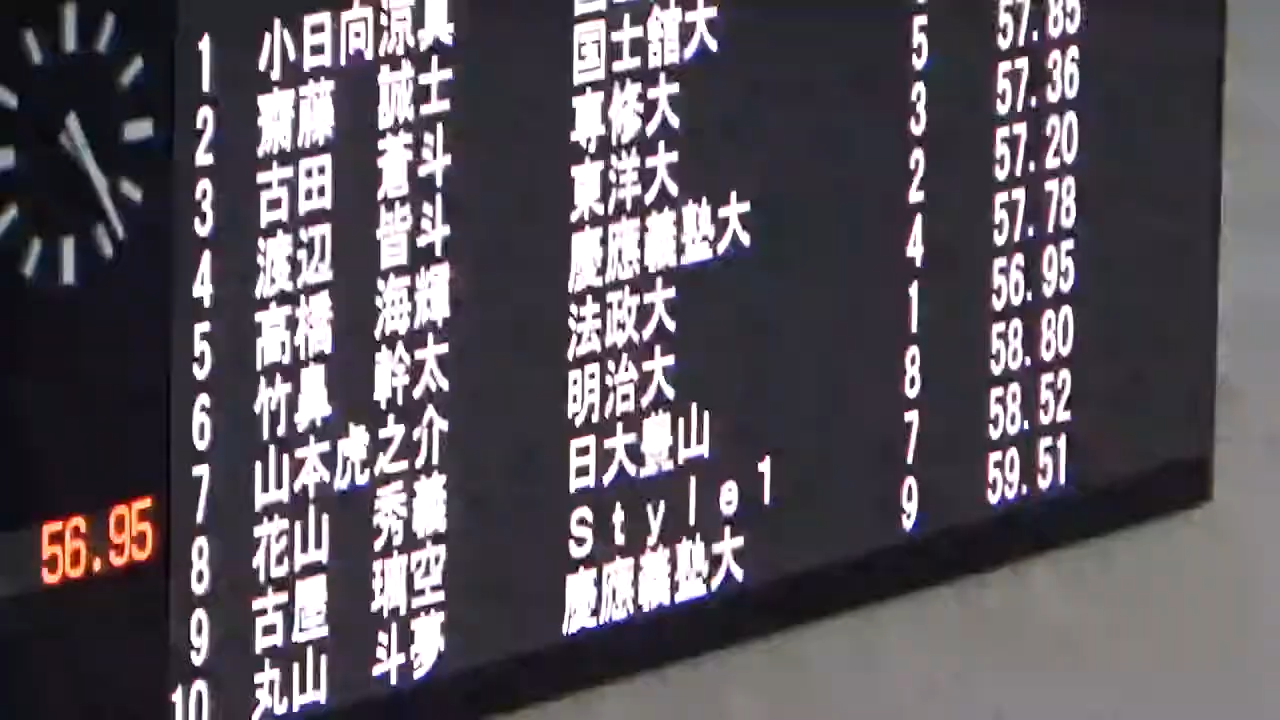 1 小日向 涼真
2 齋藤 誠士 国士舘大
3 古田 蒼斗 専修大 5 57.85
4 渡辺 皆斗 東洋大 3 57.36
5 高橋 海輝 慶應義塾大 2 57.20
6 竹鼻 幹太 法政大 4 57.78
7 山本虎之介 明治大 1 56.95
8 花山 秀義 日大豊山 8 58.80
9 古屋 璃空 Style1 7 58.52
10 丸山 斗夢 慶應義塾大 9 59.51
56.95